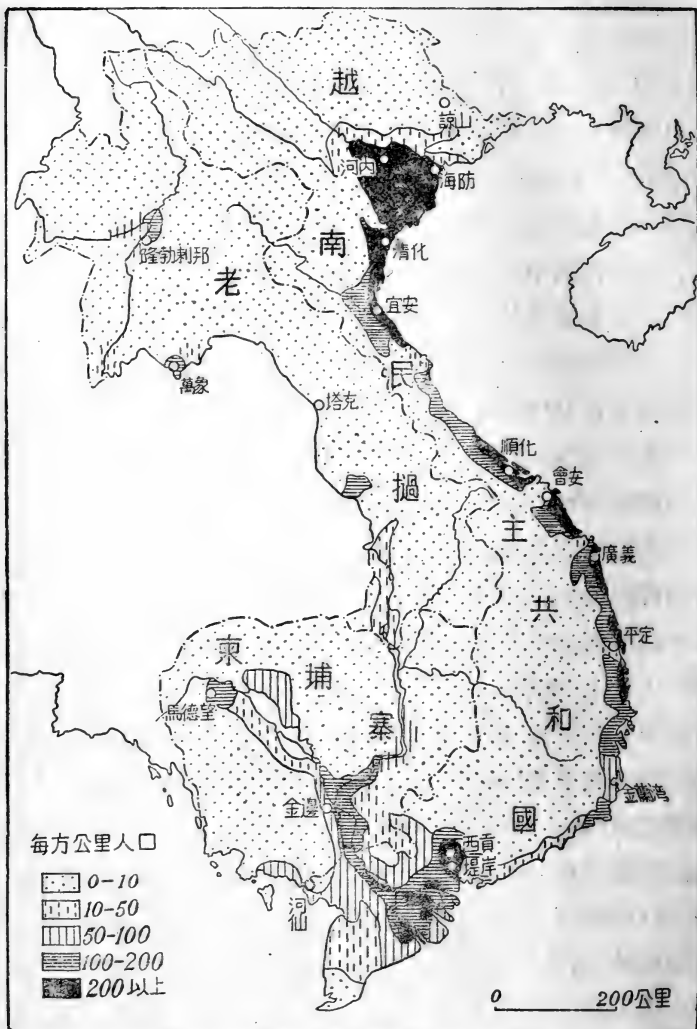 越南民主共和國
諒山
河內
海防
清化
宜安
隆勃剌邦
老撾
萬象
塔克
順化
會安
廣義
平定
柬埔寨
馬德望
金邊
金蘭灣
西貢
堤岸
河仙
每方公里人口
0-10
10-50
50-100
100-200
200以上
0 200公里